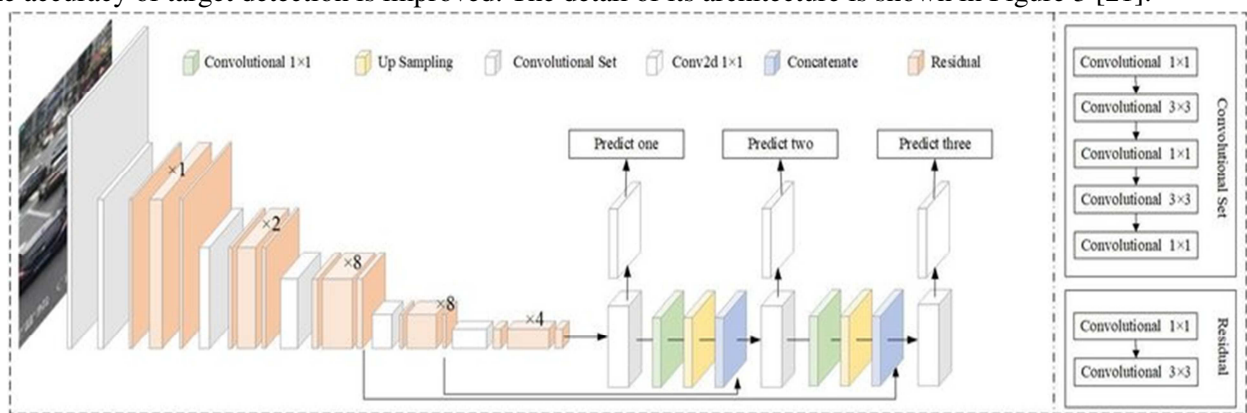 accuracy of target detection is improved. The detail of its architecture is shown in Figure 3 [21].
Convolutional 1×1
Up Sampling
Convolutional Set
Conv2d 1×1
Concatenate
Residual
×1
×2
×8
×8
×4
Predict one
Predict two
Predict three
Convolutional 1×1
Convolutional 3×3
Convolutional 1×1
Convolutional 3×3
Convolutional 1×1
Convolutional Set
Convolutional 1×1
Convolutional 3×3
Residual